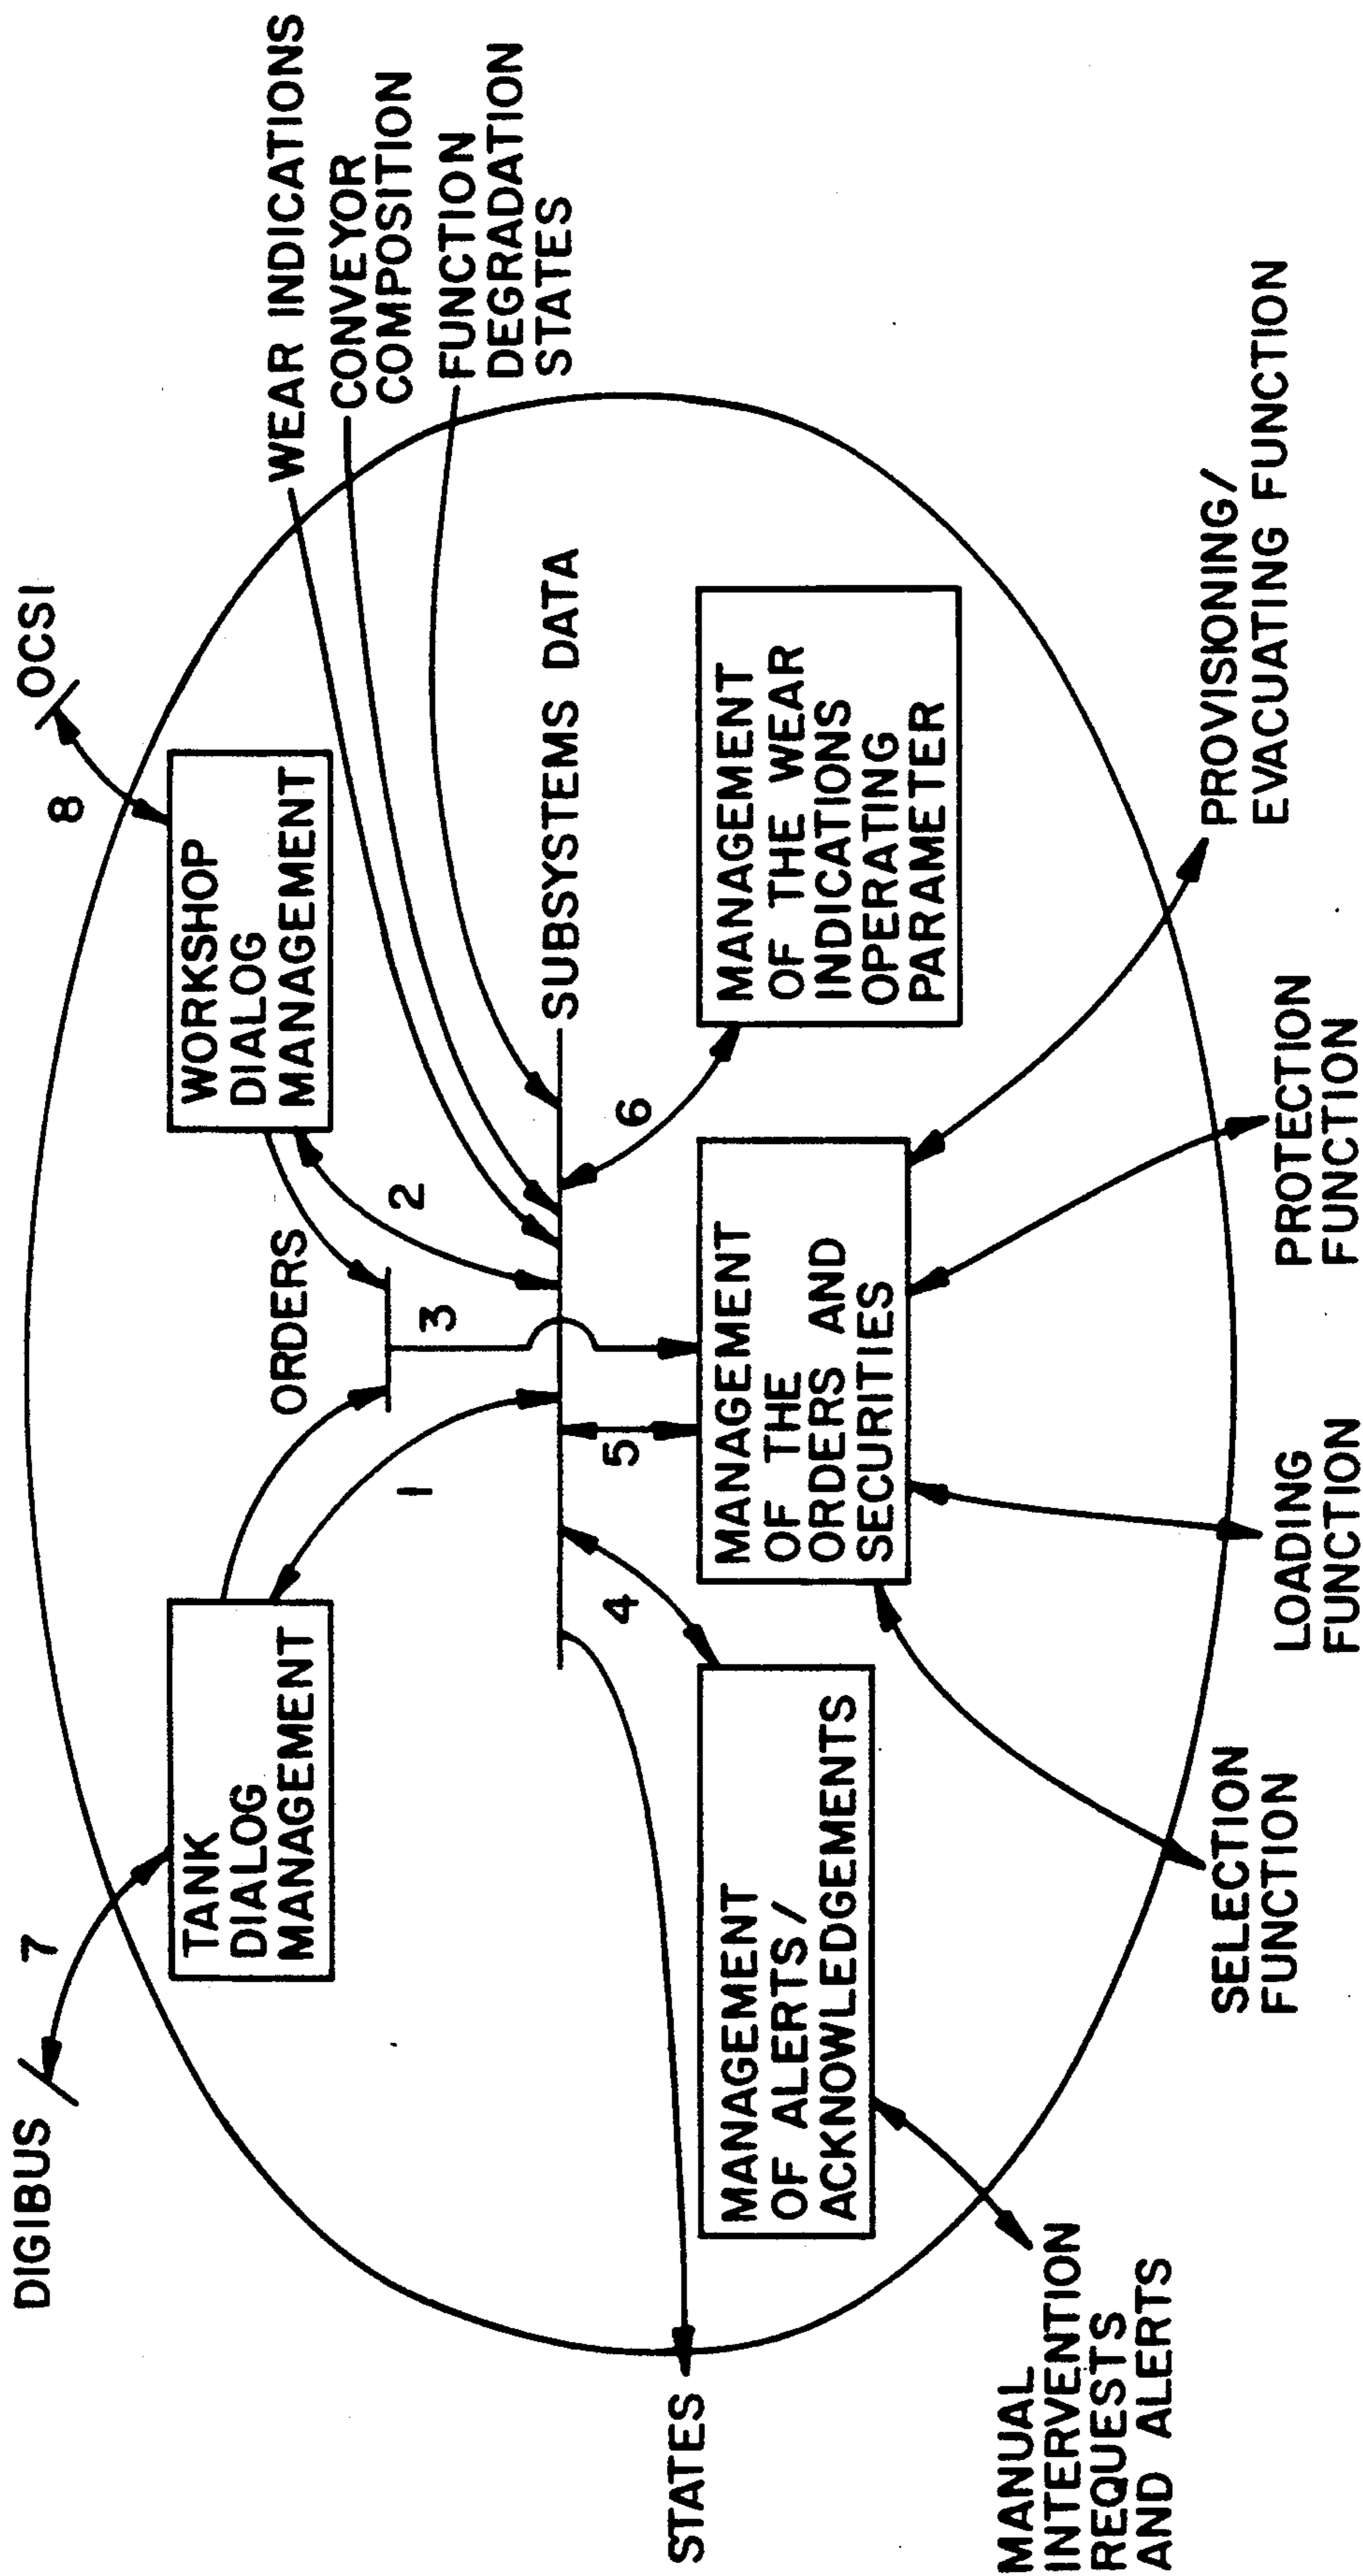 DIGIBUS
7
8
OCSI
TANK
DIALOG
MANAGEMENT
WORKSHOP
DIALOG
MANAGEMENT
WEAR INDICATIONS
CONVEYOR
COMPOSITION
FUNCTION
DEGRADATION
STATES
ORDERS
1
3
2
SUBSYSTEMS DATA
4
5
6
STATES
MANAGEMENT
OF ALERTS/
ACKNOWLEDGEMENTS
MANAGEMENT
OF THE
ORDERS AND
SECURITIES
MANAGEMENT
OF THE WEAR
INDICATIONS
OPERATING
PARAMETER
MANUAL
INTERVENTION
REQUESTS
AND ALERTS
SELECTION
FUNCTION
LOADING
FUNCTION
PROTECTION
FUNCTION
PROVISIONING/
EVACUATING FUNCTION